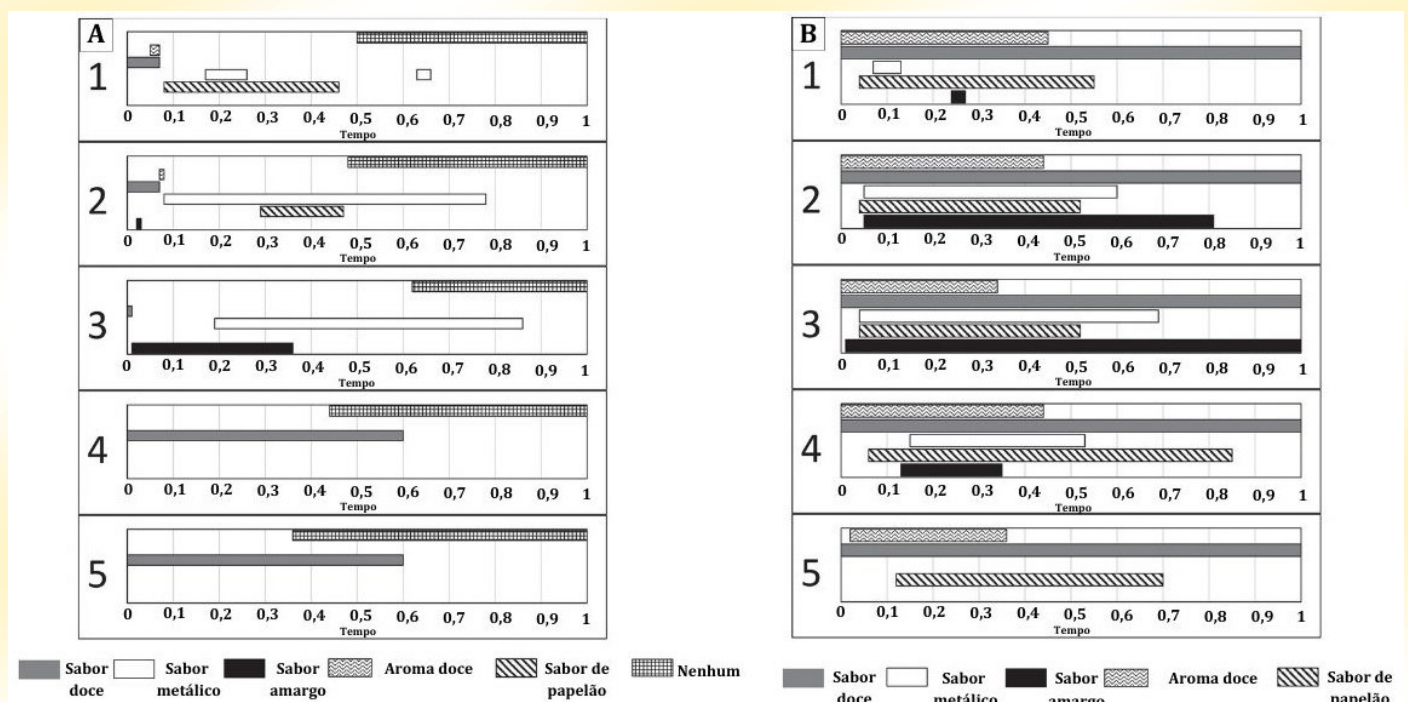 A
1
0 0,1 0,2 0,3 0,4 0,5 0,6 0,7 0,8 0,9 1
Tempo
2
0 0,1 0,2 0,3 0,4 0,5 0,6 0,7 0,8 0,9 1
Tempo
3
0 0,1 0,2 0,3 0,4 0,5 0,6 0,7 0,8 0,9 1
Tempo
4
0 0,1 0,2 0,3 0,4 0,5 0,6 0,7 0,8 0,9 1
Tempo
5
0 0,1 0,2 0,3 0,4 0,5 0,6 0,7 0,8 0,9 1
Tempo
Sabor doce
Sabor metálico
Sabor amargo
Aroma doce
Sabor de papelão
Nenhum
B
1
0 0,1 0,2 0,3 0,4 0,5 0,6 0,7 0,8 0,9 1
Tempo
2
0 0,1 0,2 0,3 0,4 0,5 0,6 0,7 0,8 0,9 1
Tempo
3
0 0,1 0,2 0,3 0,4 0,5 0,6 0,7 0,8 0,9 1
Tempo
4
0 0,1 0,2 0,3 0,4 0,5 0,6 0,7 0,8 0,9 1
Tempo
5
0 0,1 0,2 0,3 0,4 0,5 0,6 0,7 0,8 0,9 1
Tempo
Sabor doce
Sabor metálico
Sabor amargo
Aroma doce
Sabor de papelão